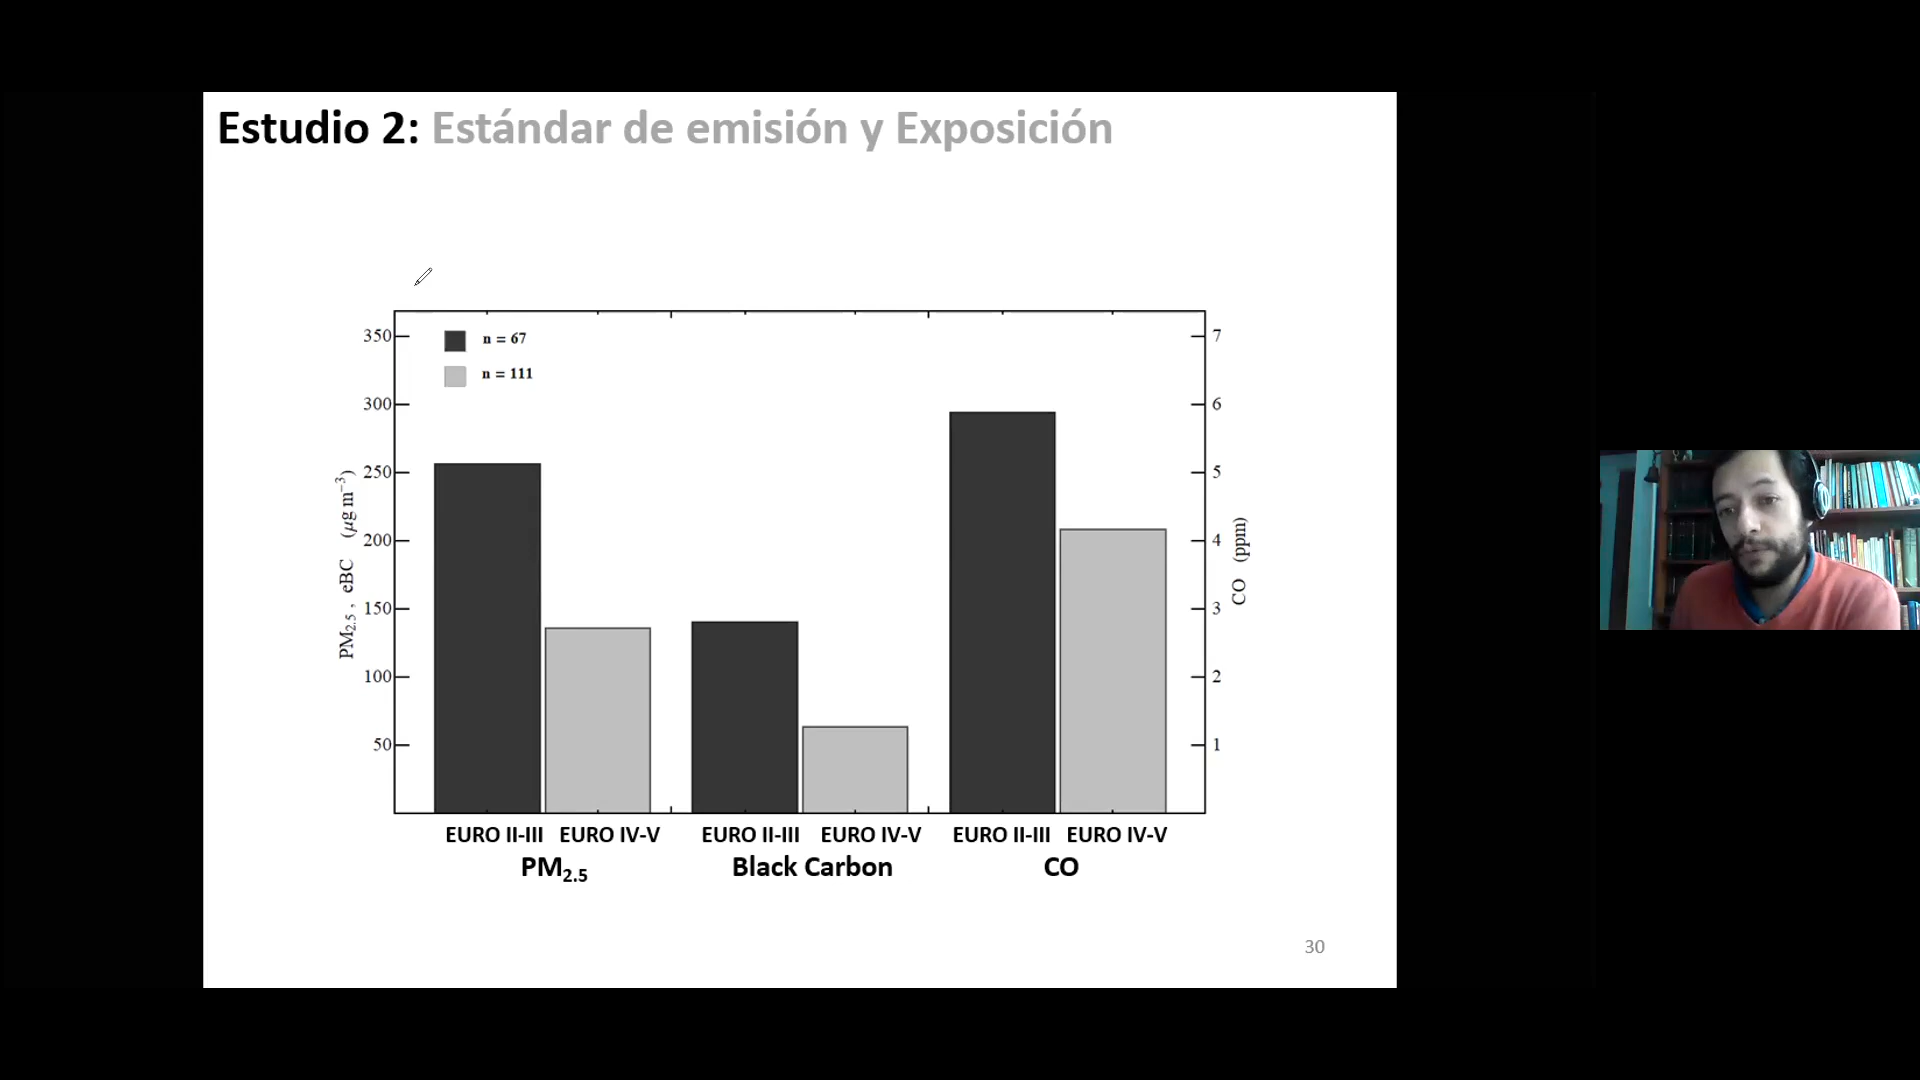 Estudio 2: Estándar de emisión y Exposición
n = 67
n = 111
350
300
250
200
150
100
50
PM2.5 , eBC (μg m−3)
7
6
5
4
3
2
1
CO (ppm)
EURO II-III EURO IV-V EURO II-III EURO IV-V EURO II-III EURO IV-V
PM2.5 Black Carbon CO
30